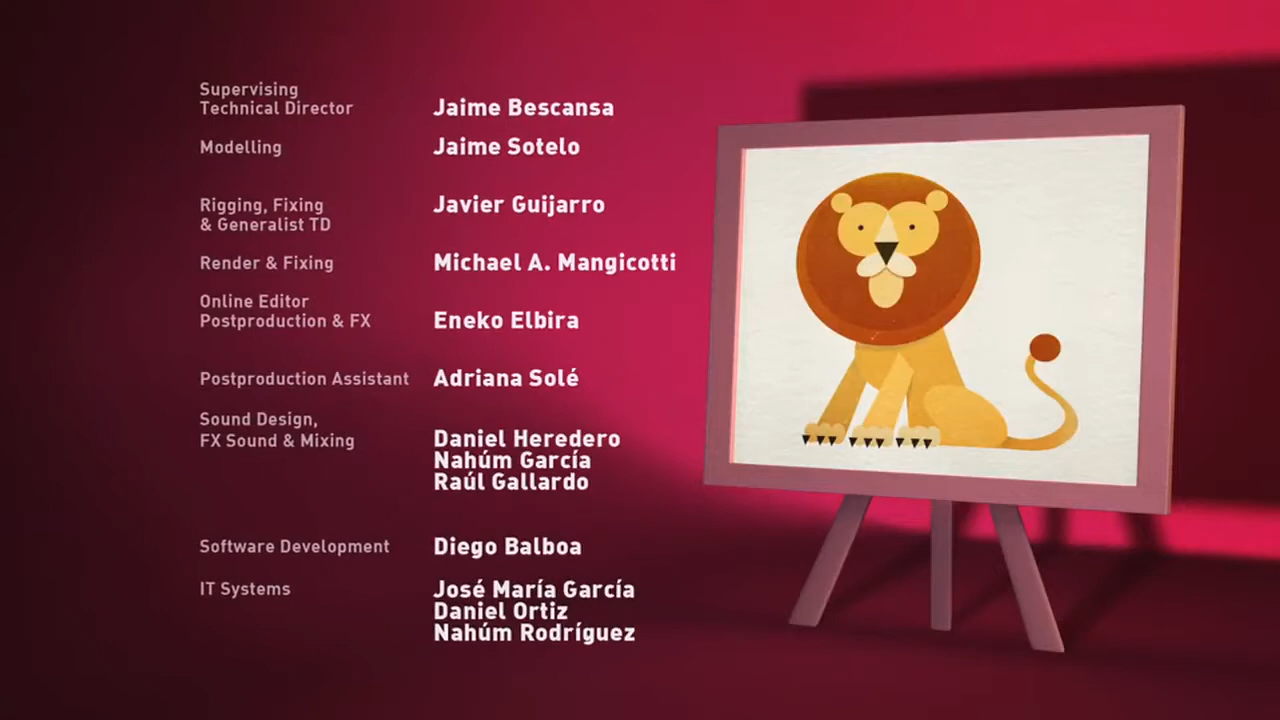 Supervising
Technical Director Jaime Bescansa
Modelling Jaime Sotelo
Rigging, Fixing Javier Guijarro
& Generalist TD
Render & Fixing Michael A. Mangicotti
Online Editor
Postproduction & FX Eneko Elbira
Postproduction Assistant Adriana Solé
Sound Design,
FX Sound & Mixing Daniel Heredero
Nahúm García
Raúl Gallardo
Software Development Diego Balboa
IT Systems José María García
Daniel Ortiz
Nahúm Rodríguez